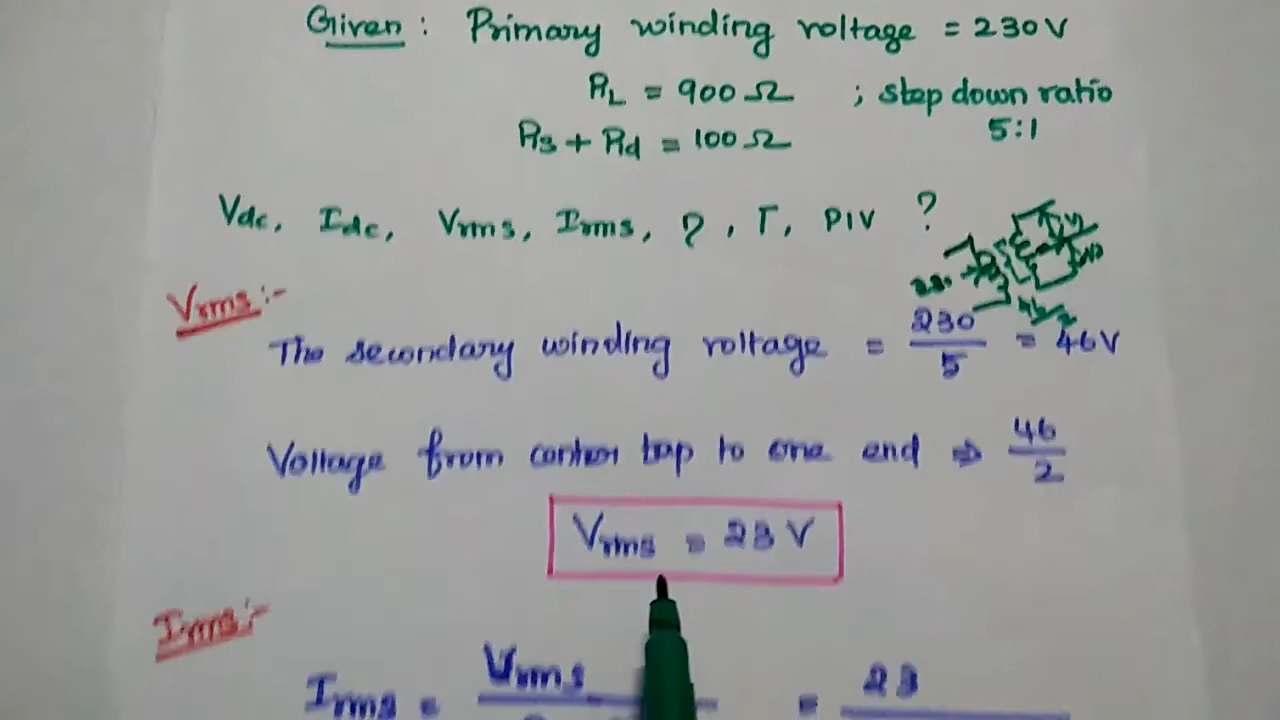 Given : Primary winding voltage = 230V
RL = 900 Ω ; step down ratio
5:1
Rs + Rd = 100 Ω
Vdc, Idc, Vrms, Irms, η, Γ, PIV ?
Vrms :-
The secondary winding voltage = 230/5 = 46V
Voltage from center tap to one end ⇒ 46/2
Vrms = 23 V
Irms :-
Irms = Vrms = 23